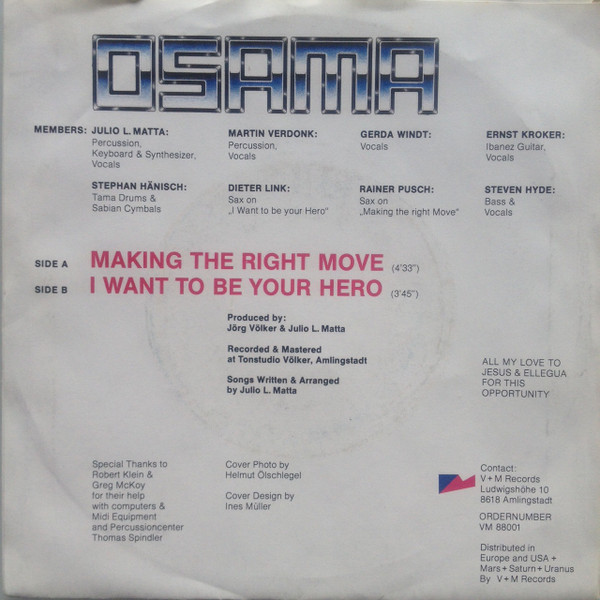 OSAMA
MEMBERS: JULIO L. MATTA:
Percussion,
Keyboard & Synthesizer,
Vocals
MARTIN VERDONK:
Percussion,
Vocals
GERDA WINDT:
Vocals
ERNST KROKER:
Ibanez Guitar,
Vocals
STEPHAN HÄNISCH:
Tama Drums &
Sabian Cymbals
DIETER LINK:
Sax on
„I Want to be your Hero"
RAINER PUSCH:
Sax on
„Making the right Move"
STEVEN HYDE:
Bass &
Vocals
SIDE A MAKING THE RIGHT MOVE (4'33")
SIDE B I WANT TO BE YOUR HERO (3'45")
Produced by:
Jörg Völker & Julio L. Matta
Recorded & Mastered
at Tonstudio Völker, Amlingstadt
Songs Written & Arranged
by Julio L. Matta
ALL MY LOVE TO
JESUS & ELLEGUA
FOR THIS
OPPORTUNITY
Special Thanks to
Robert Klein &
Greg McKoy
for their help
with computers &
Midi Equipment
and Percussioncenter
Thomas Spindler
Cover Photo by
Helmut Ölschlegel
Cover Design by
Ines Müller
Contact:
V+M Records
Ludwigshöhe 10
8618 Amlingstadt
ORDERNUMBER
VM 88001
Distributed in
Europe and USA +
Mars+Saturn+Uranus
By V+M Records